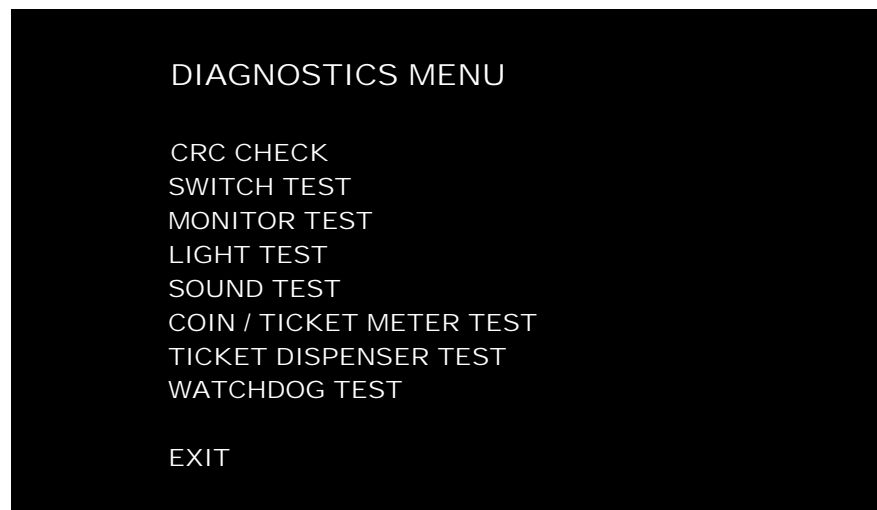 DIAGNOSTICS MENU
CRC CHECK
SWITCH TEST
MONITOR TEST
LIGHT TEST
SOUND TEST
COIN / TICKET METER TEST
TICKET DISPENSER TEST
WATCHDOG TEST
EXIT